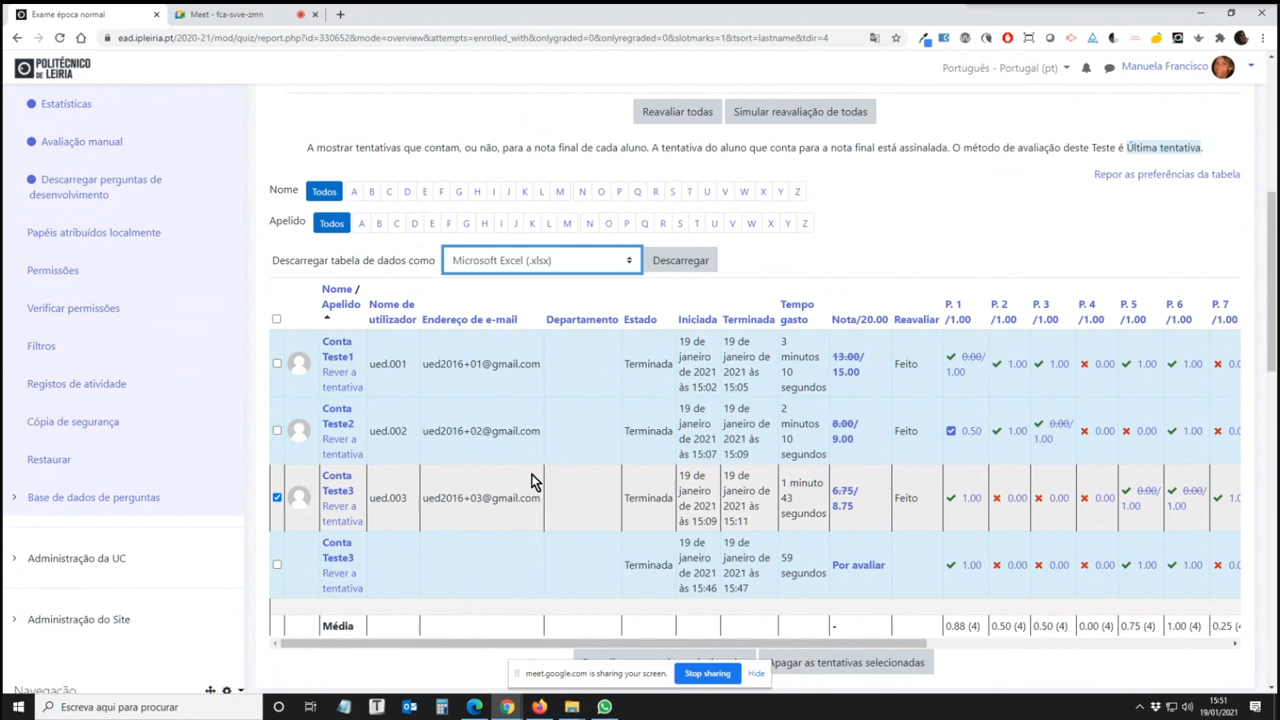 Exame época normal
Meet - fca-svve-zmn
ead.ipleiria.pt/2020-21/mod/quiz/report.php?id=330652&mode=overview&attempts=enrolled_with&onlygraded=0&onlyregraded=0&slotmarks=1&tsort=lastname&tdir=4
POLITÉCNICO DE LEIRIA
Português - Portugal (pt)
Manuela Francisco
Estatísticas
Avaliação manual
Descarregar perguntas de
desenvolvimento
Papéis atribuídos localmente
Permissões
Verificar permissões
Filtros
Registos de atividade
Cópia de segurança
Restaurar
Base de dados de perguntas
Administração da UC
Administração do Site
Navegação
Reavaliar todas
Simular reavaliação de todas
A mostrar tentativas que contam, ou não, para a nota final de cada aluno. A tentativa do aluno que conta para a nota final está assinalada. O método de avaliação deste Teste é Última tentativa.
Repor as preferências da tabela
Nome Todos A B C D E F G H I J K L M N O P Q R S T U V W X Y Z
Apelido Todos A B C D E F G H I J K L M N O P Q R S T U V W X Y Z
Descarregar tabela de dados como Microsoft Excel (.xlsx) Descarregar
Nome / Apelido Nome de utilizador Endereço de e-mail Departamento Estado Iniciada Terminada Tempo gasto Nota/20.00 Reavaliar P. 1 /1.00 P. 2 /1.00 P. 3 /1.00 P. 4 /1.00 P. 5 /1.00 P. 6 /1.00 P. 7 /1.00
Conta Teste1 Rever a tentativa ued.001 ued2016+01@gmail.com Terminada 19 de janeiro de 2021 às 15:02 19 de janeiro de 2021 às 15:05 3 minutos 10 segundos 13.00/ 15.00 Feito 0.00/ 1.00 1.00 1.00 0.00 1.00 1.00 0.0
Conta Teste2 Rever a tentativa ued.002 ued2016+02@gmail.com Terminada 19 de janeiro de 2021 às 15:07 19 de janeiro de 2021 às 15:09 2 minutos 10 segundos 8.00/ 9.00 Feito 0.50 1.00 0.00/ 1.00 0.00 0.00 1.00 0.0
Conta Teste3 Rever a tentativa ued.003 ued2016+03@gmail.com Terminada 19 de janeiro de 2021 às 15:09 19 de janeiro de 2021 às 15:11 1 minuto 43 segundos 6.75/ 8.75 Feito 1.00 0.00 0.00 0.00 0.00/ 1.00 0.00/ 1.00 1.0
Conta Teste3 Rever a tentativa Terminada 19 de janeiro de 2021 às 15:46 19 de janeiro de 2021 às 15:47 59 segundos Por avaliar 1.00 0.00 0.00 0.00 1.00 1.00 0.0
Média - 0.88 (4) 0.50 (4) 0.50 (4) 0.00 (4) 0.75 (4) 1.00 (4) 0.25 (4
Apagar as tentativas selecionadas
meet.google.com is sharing your screen. Stop sharing Hide
Escreva aqui para procurar
15:51
19/01/2021